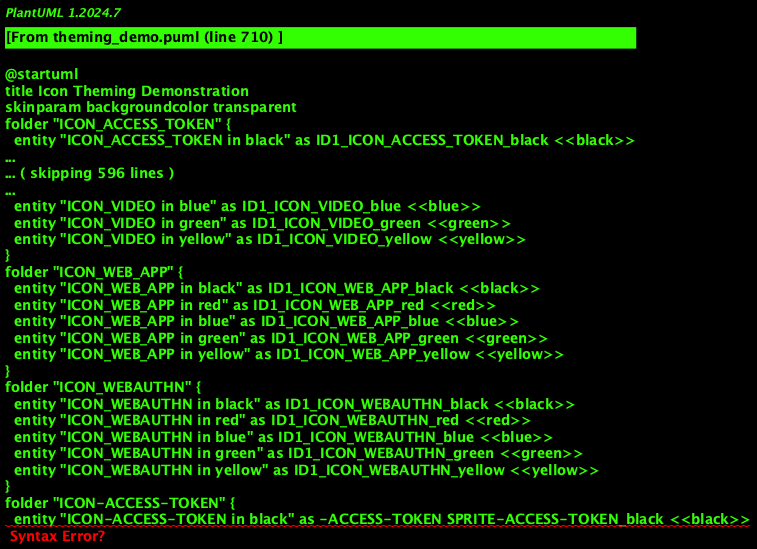 PlantUML 1.2024.7
[From theming_demo.puml (line 710) ]
@startuml
title Icon Theming Demonstration
skinparam backgroundcolor transparent
folder "ICON_ACCESS_TOKEN" {
  entity "ICON_ACCESS_TOKEN in black" as ID1_ICON_ACCESS_TOKEN_black <<black>>
...
... ( skipping 596 lines )
...
  entity "ICON_VIDEO in blue" as ID1_ICON_VIDEO_blue <<blue>>
  entity "ICON_VIDEO in green" as ID1_ICON_VIDEO_green <<green>>
  entity "ICON_VIDEO in yellow" as ID1_ICON_VIDEO_yellow <<yellow>>
}
folder "ICON_WEB_APP" {
  entity "ICON_WEB_APP in black" as ID1_ICON_WEB_APP_black <<black>>
  entity "ICON_WEB_APP in red" as ID1_ICON_WEB_APP_red <<red>>
  entity "ICON_WEB_APP in blue" as ID1_ICON_WEB_APP_blue <<blue>>
  entity "ICON_WEB_APP in green" as ID1_ICON_WEB_APP_green <<green>>
  entity "ICON_WEB_APP in yellow" as ID1_ICON_WEB_APP_yellow <<yellow>>
}
folder "ICON_WEBAUTHN" {
  entity "ICON_WEBAUTHN in black" as ID1_ICON_WEBAUTHN_black <<black>>
  entity "ICON_WEBAUTHN in red" as ID1_ICON_WEBAUTHN_red <<red>>
  entity "ICON_WEBAUTHN in blue" as ID1_ICON_WEBAUTHN_blue <<blue>>
  entity "ICON_WEBAUTHN in green" as ID1_ICON_WEBAUTHN_green <<green>>
  entity "ICON_WEBAUTHN in yellow" as ID1_ICON_WEBAUTHN_yellow <<yellow>>
}
folder "ICON-ACCESS-TOKEN" {
  entity "ICON-ACCESS-TOKEN in black" as -ACCESS-TOKEN SPRITE-ACCESS-TOKEN_black <<black>>
Syntax Error?